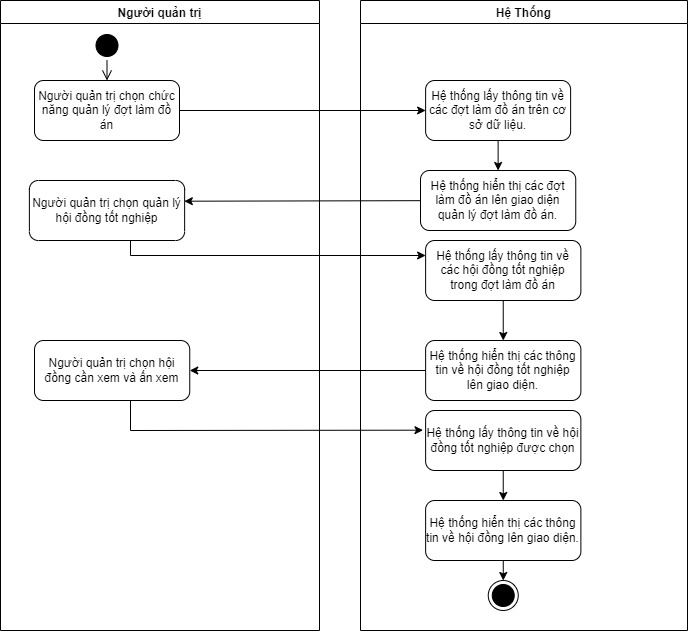 Người quản trị
Hệ Thống
Người quản trị chọn chức
năng quản lý đợt làm đồ
án
Hệ thống lấy thông tin về
các đợt làm đồ án trên cơ
sở dữ liệu.
Hệ thống hiển thị các đợt
làm đồ án lên giao diện
quản lý đợt làm đồ án.
Người quản trị chọn quản lý
hội đồng tốt nghiệp
Hệ thống lấy thông tin về
các hội đồng tốt nghiệp
trong đợt làm đồ án
Hệ thống hiển thị các thông
tin về hội đồng tốt nghiệp
lên giao diện.
Người quản trị chọn hội
đồng cần xem và ấn xem
Hệ thống lấy thông tin về hội
đồng tốt nghiệp được chọn
Hệ thống hiển thị các thông
tin về hội đồng lên giao diện.